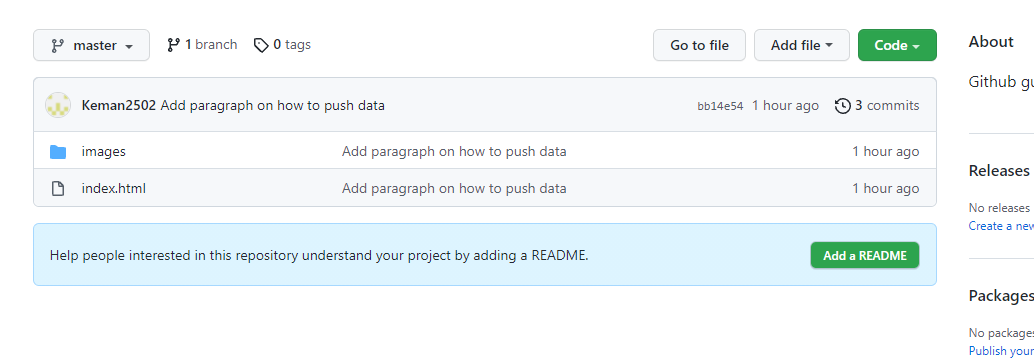 master
1 branch
0 tags
Go to file
Add file
Code
Keman2502 Add paragraph on how to push data
bb14e54 1 hour ago
3 commits
images
Add paragraph on how to push data
1 hour ago
index.html
Add paragraph on how to push data
1 hour ago
Help people interested in this repository understand your project by adding a README.
Add a README
About
Github gu
Releases
No releases
Create a new
Packages
No packages
Publish your